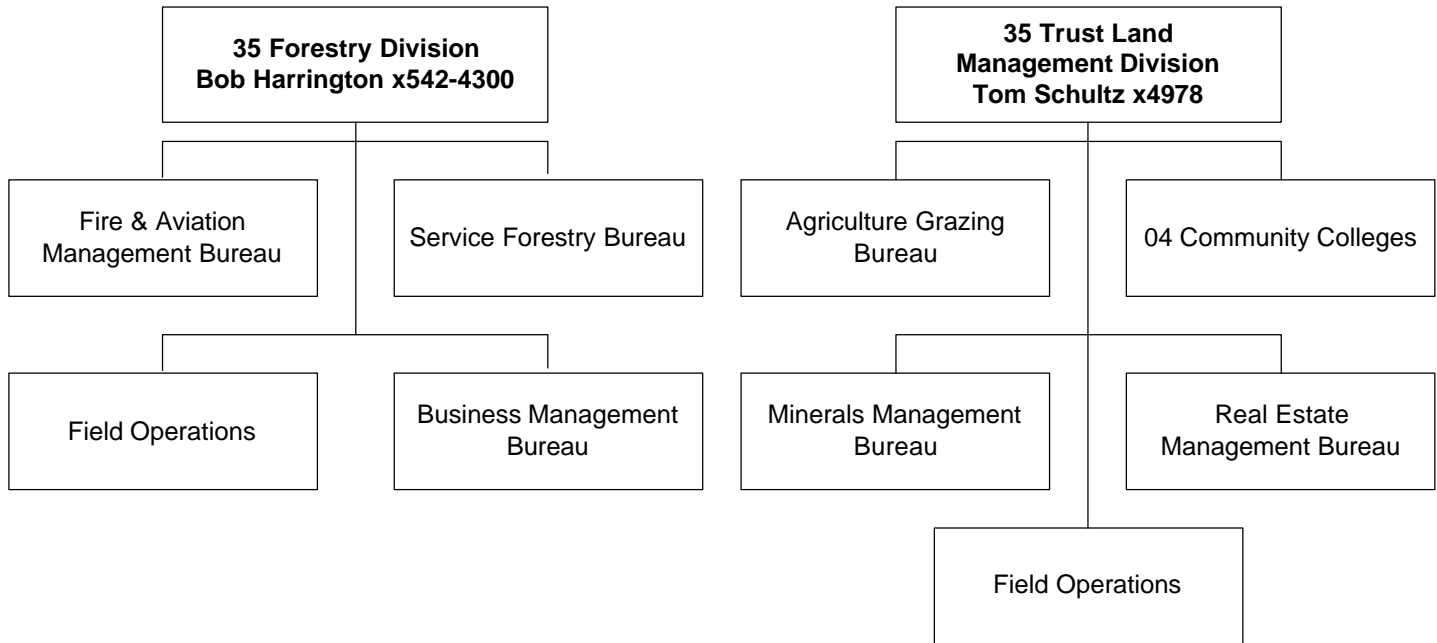 35 Forestry Division
Bob Harrington x542-4300
35 Trust Land
Management Division
Tom Schultz x4978
Fire & Aviation
Management Bureau
Service Forestry Bureau
Agriculture Grazing
Bureau
04 Community Colleges
Field Operations
Business Management
Bureau
Minerals Management
Bureau
Real Estate
Management Bureau
Field Operations